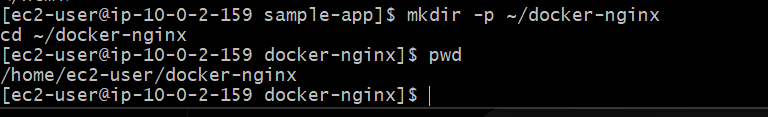 [ec2-user@ip-10-0-2-159 sample-app]$ mkdir -p ~/docker-nginx
cd ~/docker-nginx
[ec2-user@ip-10-0-2-159 docker-nginx]$ pwd
/home/ec2-user/docker-nginx
[ec2-user@ip-10-0-2-159 docker-nginx]$